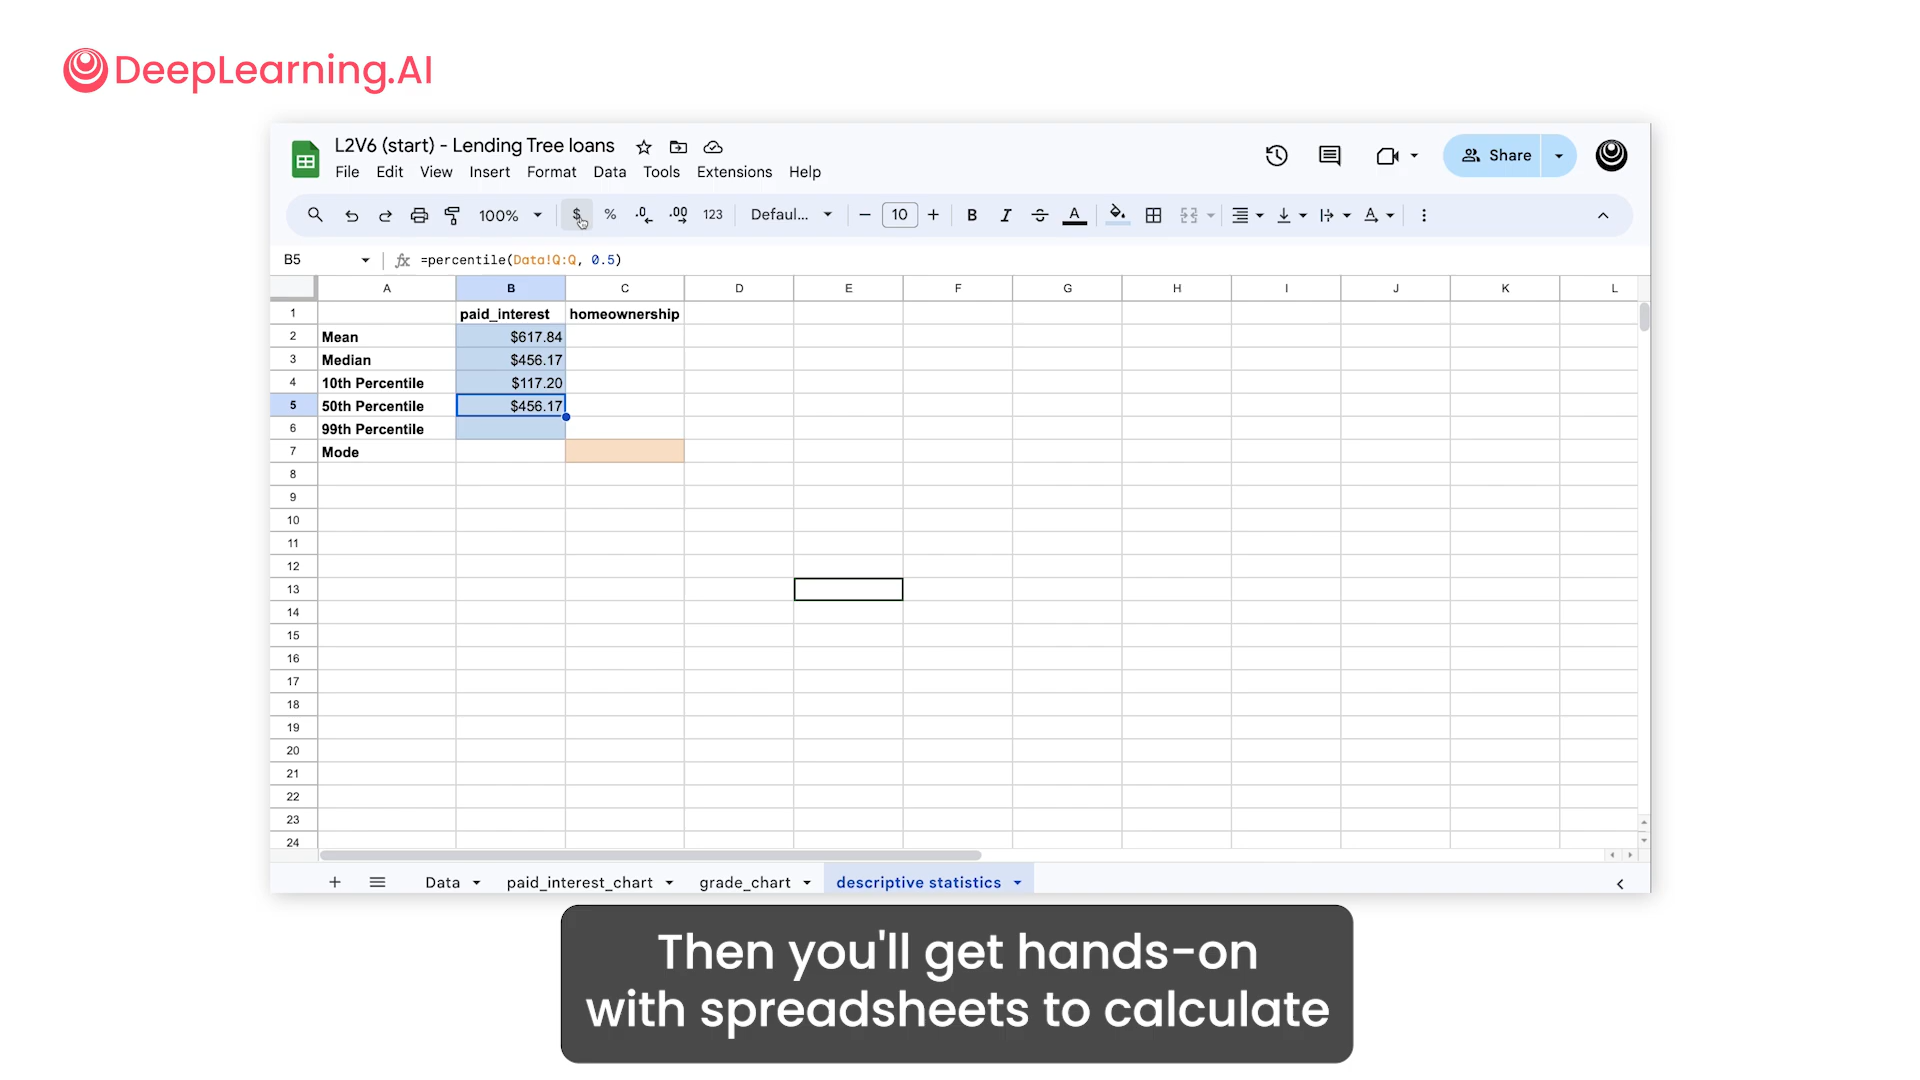 DeepLearning.AI
L2V6 (start) - Lending Tree loans
File Edit View Insert Format Data Tools Extensions Help
Share
100% $ % .0 .00 123 Defaul... 10 B I A
B5 fx =percentile(Data!Q:Q, 0.5)
A B C D E F G H I J K L
1 paid_interest homeownership
2 Mean $617.84
3 Median $456.17
4 10th Percentile $117.20
5 50th Percentile $456.17
6 99th Percentile
7 Mode
8
9
10
11
12
13
14
15
16
17
18
19
20
21
22
23
24
Data paid_interest_chart grade_chart descriptive statistics
Then you'll get hands-on
with spreadsheets to calculate